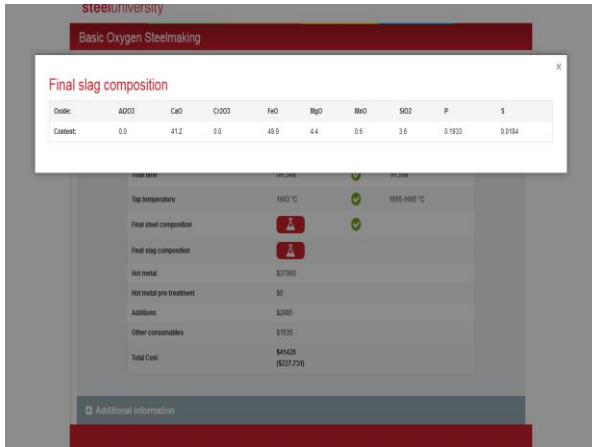 steeluniversity
Basic Oxygen Steelmaking
x
Final slag composition
Oxide: Al2O3 CaO Cr2O3 FeO MgO MnO SiO2 P S
Content: 0.0 41.2 0.0 49.9 4.4 0.6 3.6 0.1933 0.0184
Total time
Tap temperature 1663 °C 1655-1685 °C
Final steel composition
Final slag composition
Hot metal $37000
Hot metal pre-treatment $0
Additions $2885
Other consumables $1535
Total Cost $41420
($227.73/t)
Additional information